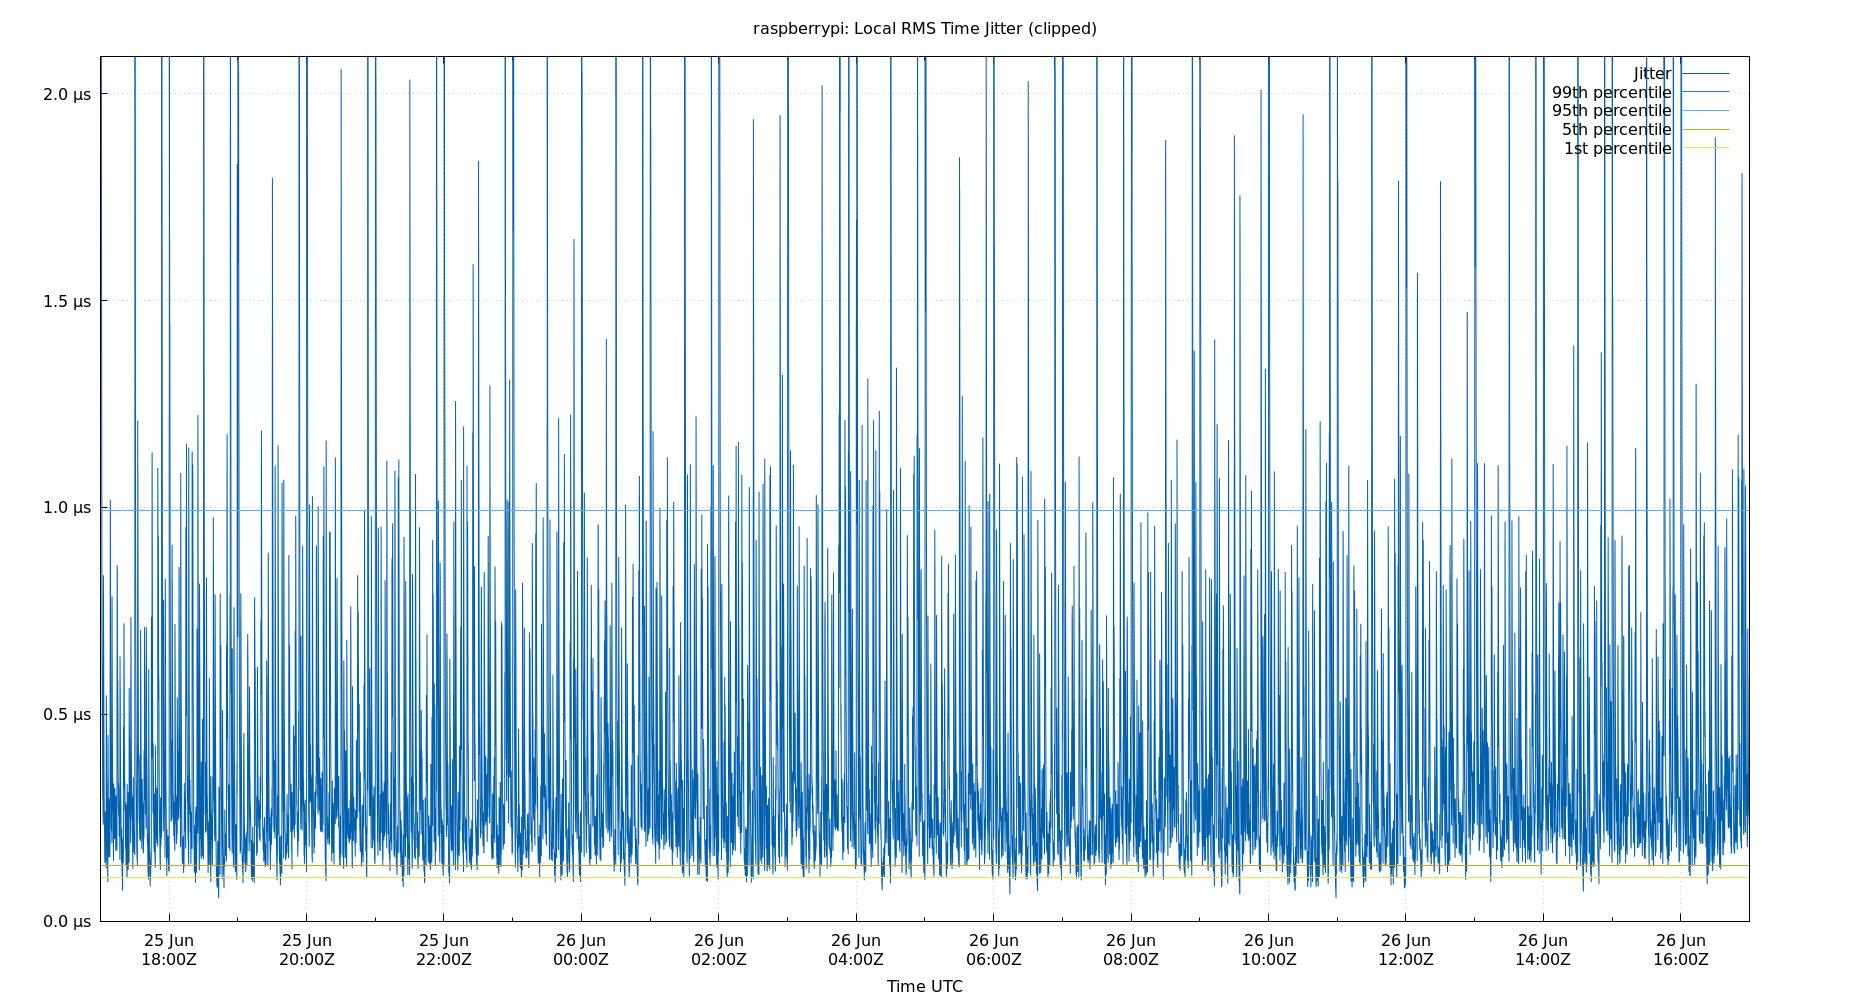 raspberrypi: Local RMS Time Jitter (clipped)
2.0 µs
1.5 µs
1.0 µs
0.5 µs
0.0 µs
Jitter
99th percentile
95th percentile
5th percentile
1st percentile
25 Jun
18:00Z
25 Jun
20:00Z
25 Jun
22:00Z
26 Jun
00:00Z
26 Jun
02:00Z
26 Jun
04:00Z
26 Jun
06:00Z
26 Jun
08:00Z
26 Jun
10:00Z
26 Jun
12:00Z
26 Jun
14:00Z
26 Jun
16:00Z
Time UTC